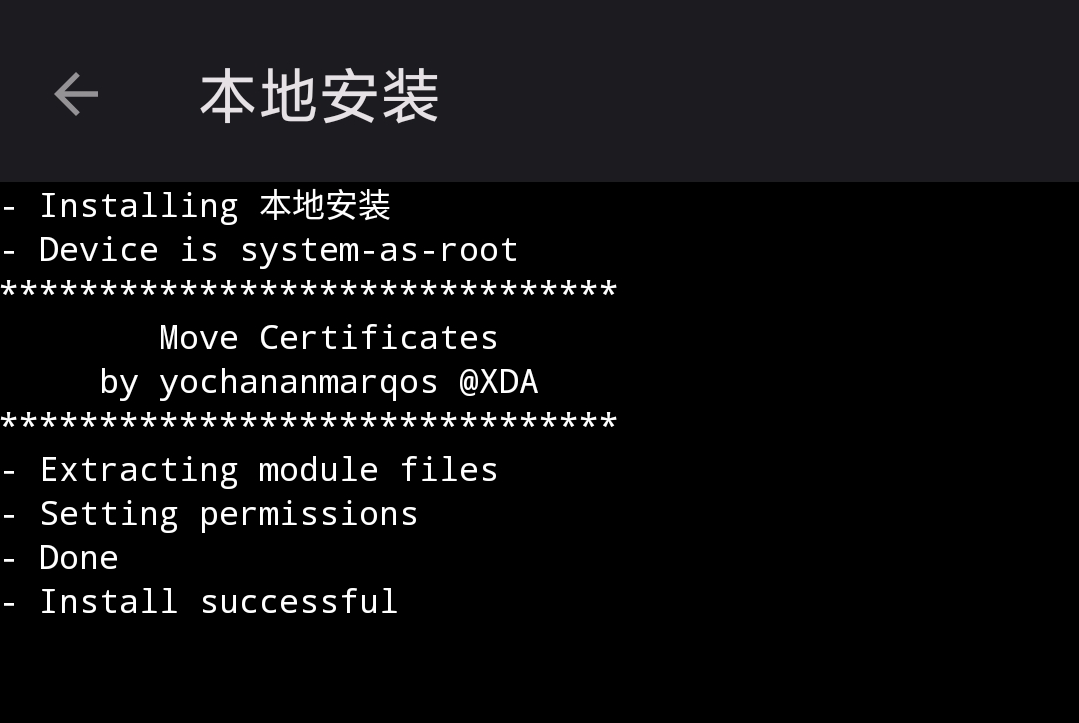 本地安装
- Installing 本地安装
- Device is system-as-root
*******************************
Move Certificates
by yochananmarqos @XDA
*******************************
- Extracting module files
- Setting permissions
- Done
- Install successful